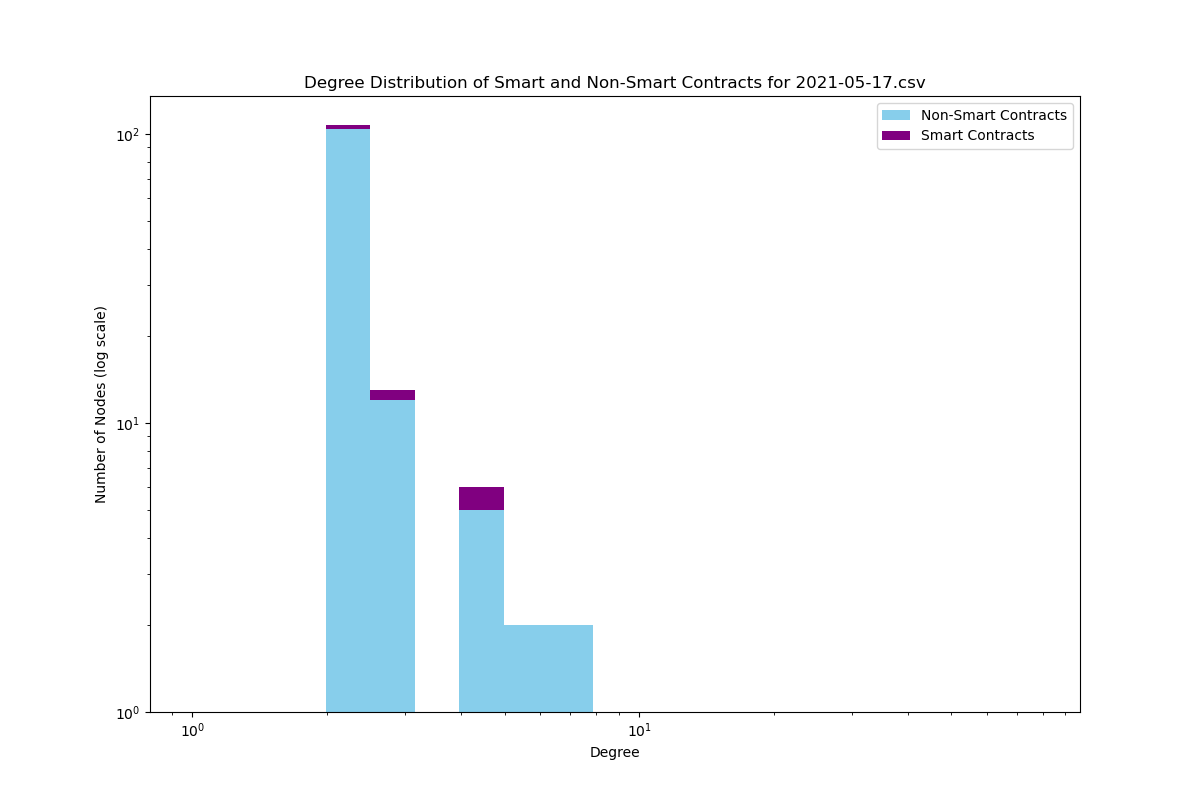 Degree Distribution of Smart and Non-Smart Contracts for 2021-05-17.csv
Non-Smart Contracts
Smart Contracts
Number of Nodes (log scale)
10²
10¹
10⁰
10⁰ 10¹
Degree